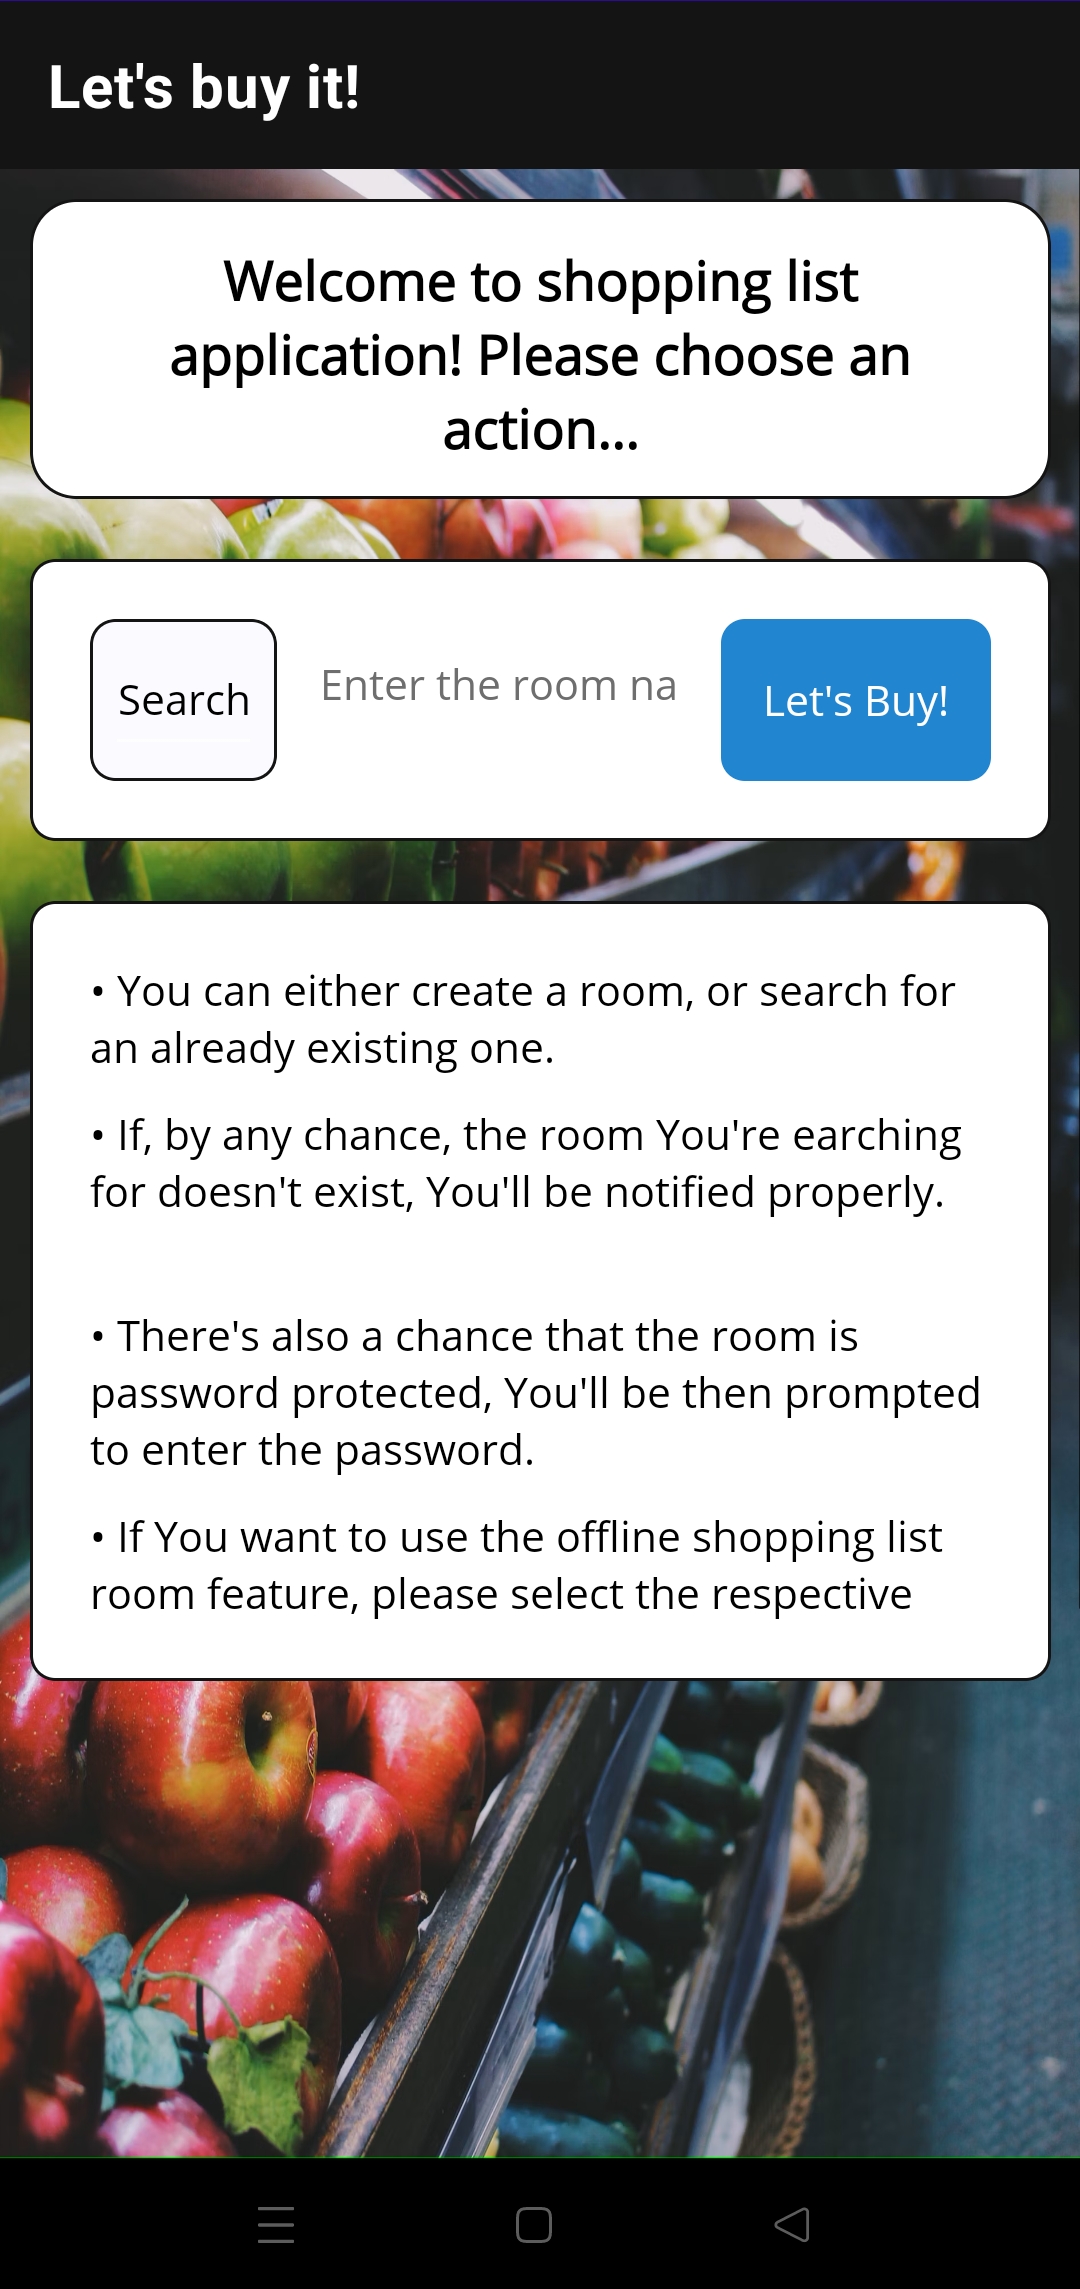 Let's buy it!
Welcome to shopping list
application! Please choose an
action...
Search
Enter the room na
Let's Buy!
• You can either create a room, or search for
an already existing one.
• If, by any chance, the room You're earching
for doesn't exist, You'll be notified properly.
• There's also a chance that the room is
password protected, You'll be then prompted
to enter the password.
• If You want to use the offline shopping list
room feature, please select the respective